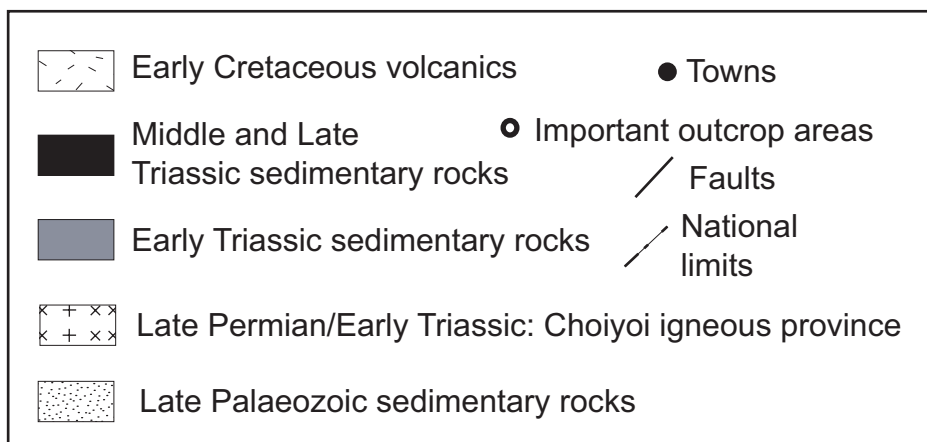 Early Cretaceous volcanics
Towns
Middle and Late
Triassic sedimentary rocks
Important outcrop areas
Faults
Early Triassic sedimentary rocks
National
limits
Late Permian/Early Triassic: Choiyoi igneous province
Late Palaeozoic sedimentary rocks